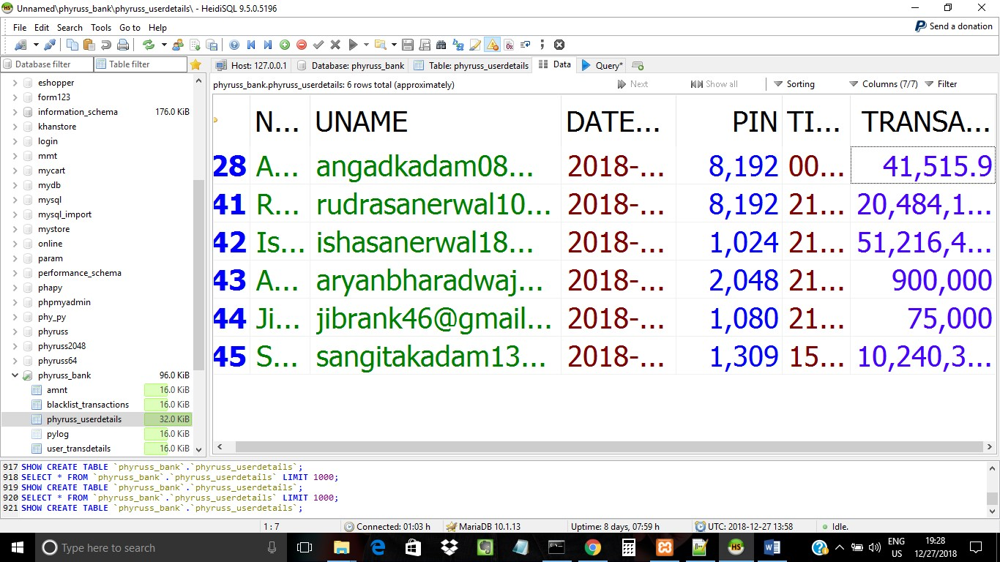 Unnamed\phyruss_bank\phyruss_userdetails\ - HeidiSQL 9.5.0.5196
File Edit Search Tools Go to Help
Send a donation
Database filter Table filter
Host: 127.0.0.1 Database: phyruss_bank Table: phyruss_userdetails Data Query*
phyruss_bank.phyruss_userdetails: 6 rows total (approximately) Next Show all Sorting Columns (7/7) Filter
eshopper
form123
information_schema 176.0 KiB
khanstore
login
mmt
mycart
mydb
mysql
mysql_import
mystore
online
param
performance_schema
phapy
phpmyadmin
phy_py
phyruss
phyruss2048
phyruss64
phyruss_bank 96.0 KiB
amnt 16.0 KiB
blacklist_transactions 16.0 KiB
phyruss_userdetails 32.0 KiB
pylog 16.0 KiB
user_transdetails 16.0 KiB
N... UNAME DATE... PIN TI... TRANSA...
28 A... angadkadam08... 2018-... 8,192 00... 41,515.9
41 R... rudrasanerwal10... 2018-... 8,192 21... 20,484,1...
42 Is... ishasanerwal18... 2018-... 1,024 21... 51,216,4...
43 A... aryanbharadwaj... 2018-... 2,048 21... 900,000
44 Ji... jibrank46@gmail... 2018-... 1,080 21... 75,000
45 S... sangitakadam13... 2018-... 1,309 15... 10,240,3...
917 SHOW CREATE TABLE `phyruss_bank`.`phyruss_userdetails`;
918 SELECT * FROM `phyruss_bank`.`phyruss_userdetails` LIMIT 1000;
919 SHOW CREATE TABLE `phyruss_bank`.`phyruss_userdetails`;
920 SELECT * FROM `phyruss_bank`.`phyruss_userdetails` LIMIT 1000;
921 SHOW CREATE TABLE `phyruss_bank`.`phyruss_userdetails`;
1 : 7 Connected: 01:03 h MariaDB 10.1.13 Uptime: 8 days, 07:59 h UTC: 2018-12-27 13:58 Idle.
Type here to search
ENG
US
19:28
12/27/2018